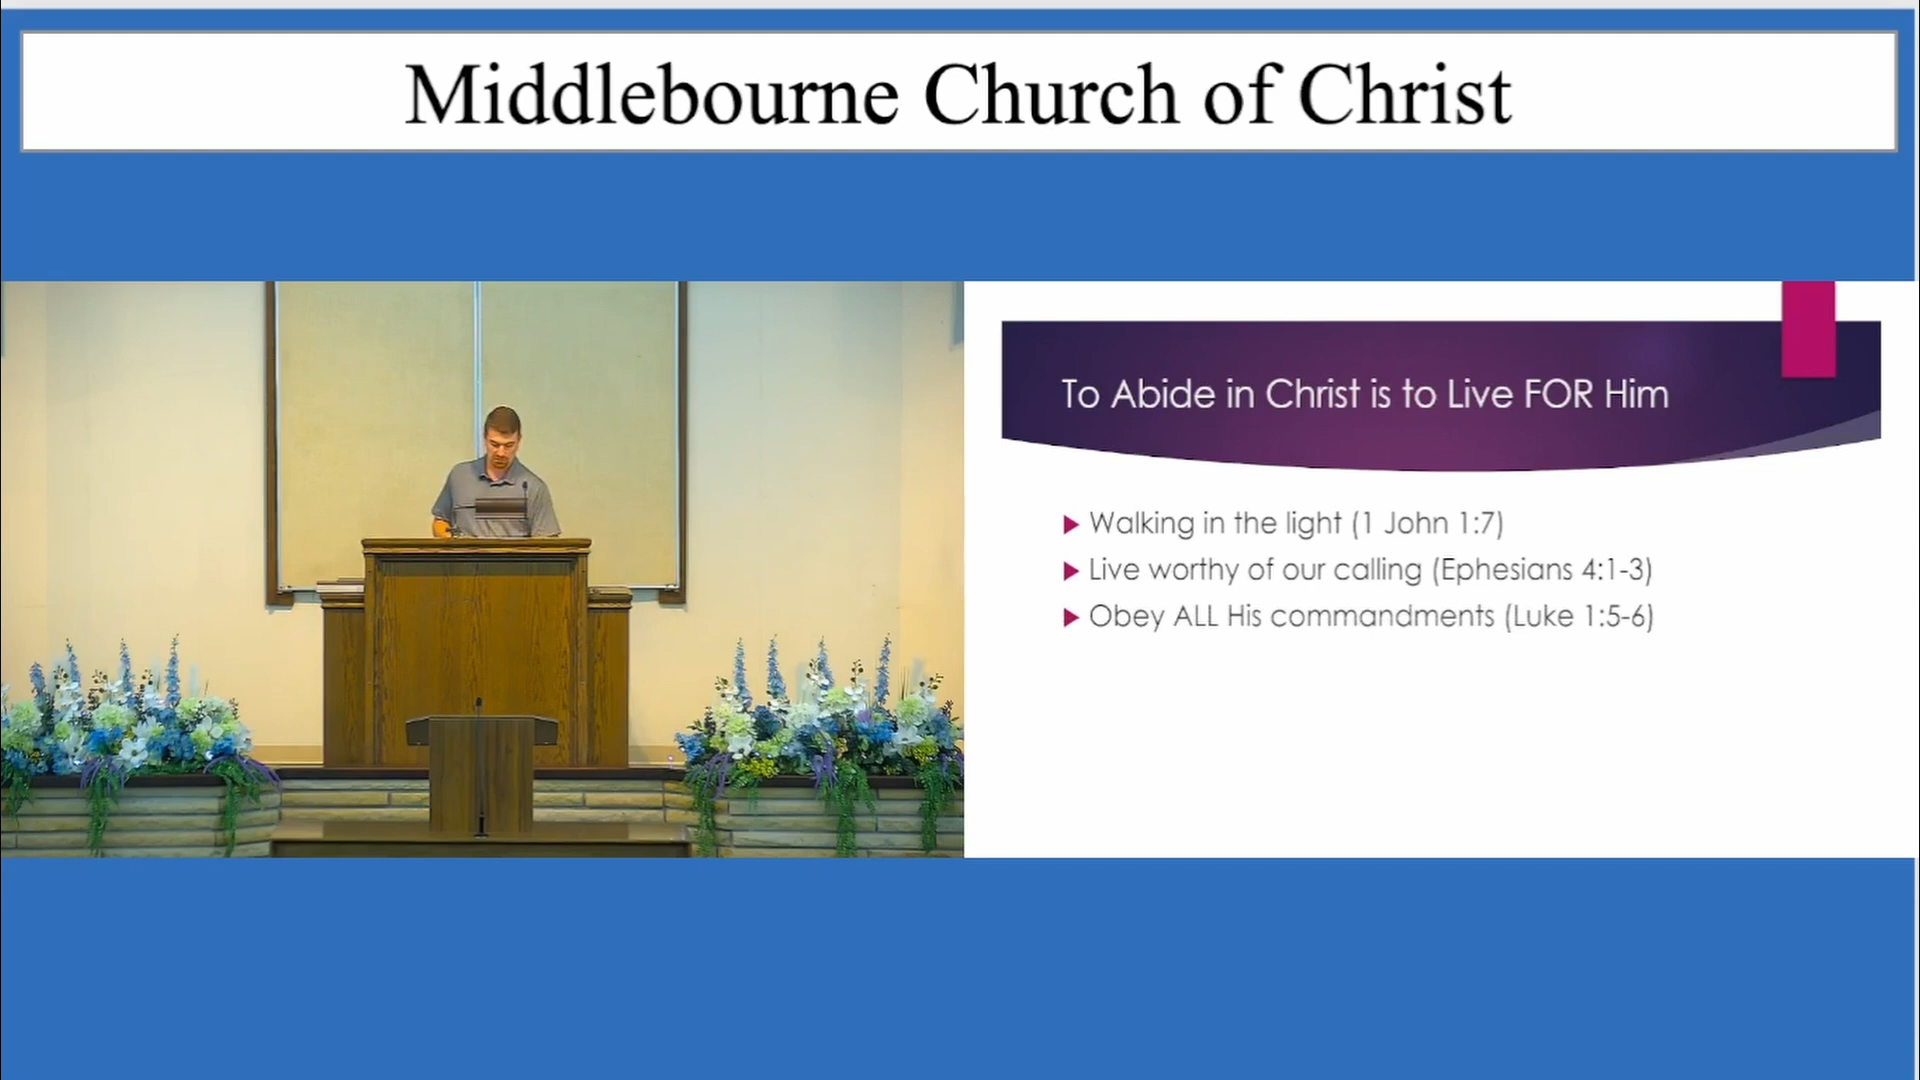 Middlebourne Church of Christ
To Abide in Christ is to Live FOR Him
Walking in the light (1 John 1:7)
Live worthy of our calling (Ephesians 4:1-3)
Obey ALL His commandments (Luke 1:5-6)